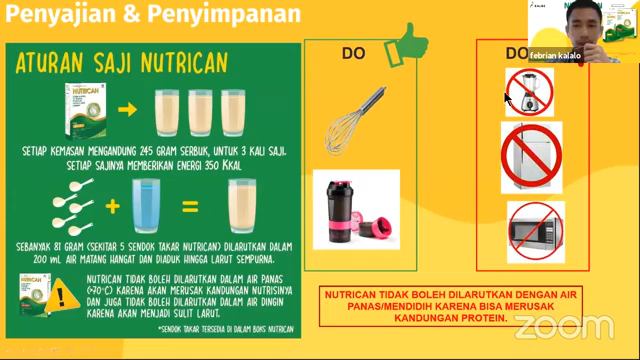 Penyajian & Penyimpanan
KALBE
febrian kalalo
ATURAN SAJI NUTRICAN
NUTRICAN
SETIAP KEMASAN MENGANDUNG 245 GRAM SERBUK, UNTUK 3 KALI SAJI.
SETIAP SAJINYA MEMBERIKAN ENERGI 350 KKAL
SEBANYAK 81 GRAM (SEKITAR 5 SENDOK TAKAR NUTRICAN) DILARUTKAN DALAM
200 mL AIR MATANG HANGAT DAN DIADUK HINGGA LARUT SEMPURNA.
NUTRICAN
NUTRICAN TIDAK BOLEH DILARUTKAN DALAM AIR PANAS
(>70°C) KARENA AKAN MERUSAK KANDUNGAN NUTRISINYA
DAN JUGA TIDAK BOLEH DILARUTKAN DALAM AIR DINGIN
KARENA AKAN MENJADI SULIT LARUT.
*SENDOK TAKAR TERSEDIA DI DALAM BOKS NUTRICAN
DO
DO
NUTRICAN TIDAK BOLEH DILARUTKAN DENGAN AIR
PANAS/MENDIDIH KARENA BISA MERUSAK
KANDUNGAN PROTEIN.
zoom